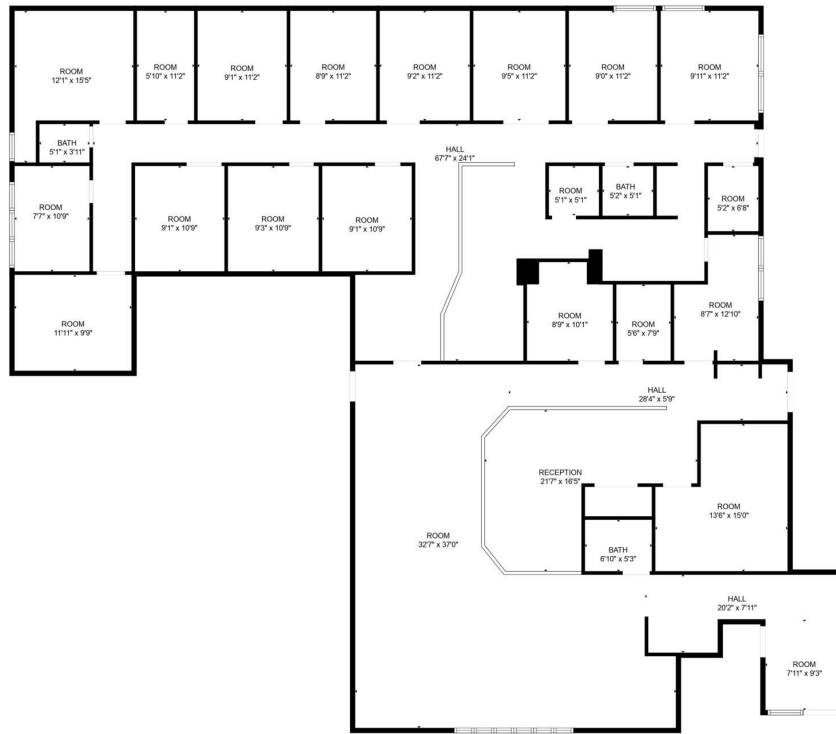 ROOM
12'1" x 15'5"
ROOM
5'10" x 11'2"
ROOM
9'1" x 11'2"
ROOM
8'9" x 11'2"
ROOM
9'2" x 11'2"
ROOM
9'5" x 11'2"
ROOM
9'0" x 11'2"
ROOM
9'11" x 11'2"
BATH
5'1" x 3'11"
HALL
67'7" x 24'1"
ROOM
7'7" x 10'9"
ROOM
9'1" x 10'9"
ROOM
9'3" x 10'9"
ROOM
9'1" x 10'9"
ROOM
5'1" x 5'1"
BATH
5'2" x 5'1"
ROOM
5'2" x 6'8"
ROOM
11'11" x 9'9"
ROOM
8'9" x 10'1"
ROOM
5'6" x 7'9"
ROOM
8'7" x 12'10"
HALL
28'4" x 5'9"
RECEPTION
21'7" x 16'5"
ROOM
13'6" x 15'0"
ROOM
32'7" x 37'0"
BATH
6'10" x 5'3"
HALL
20'2" x 7'11"
ROOM
7'11" x 9'3"